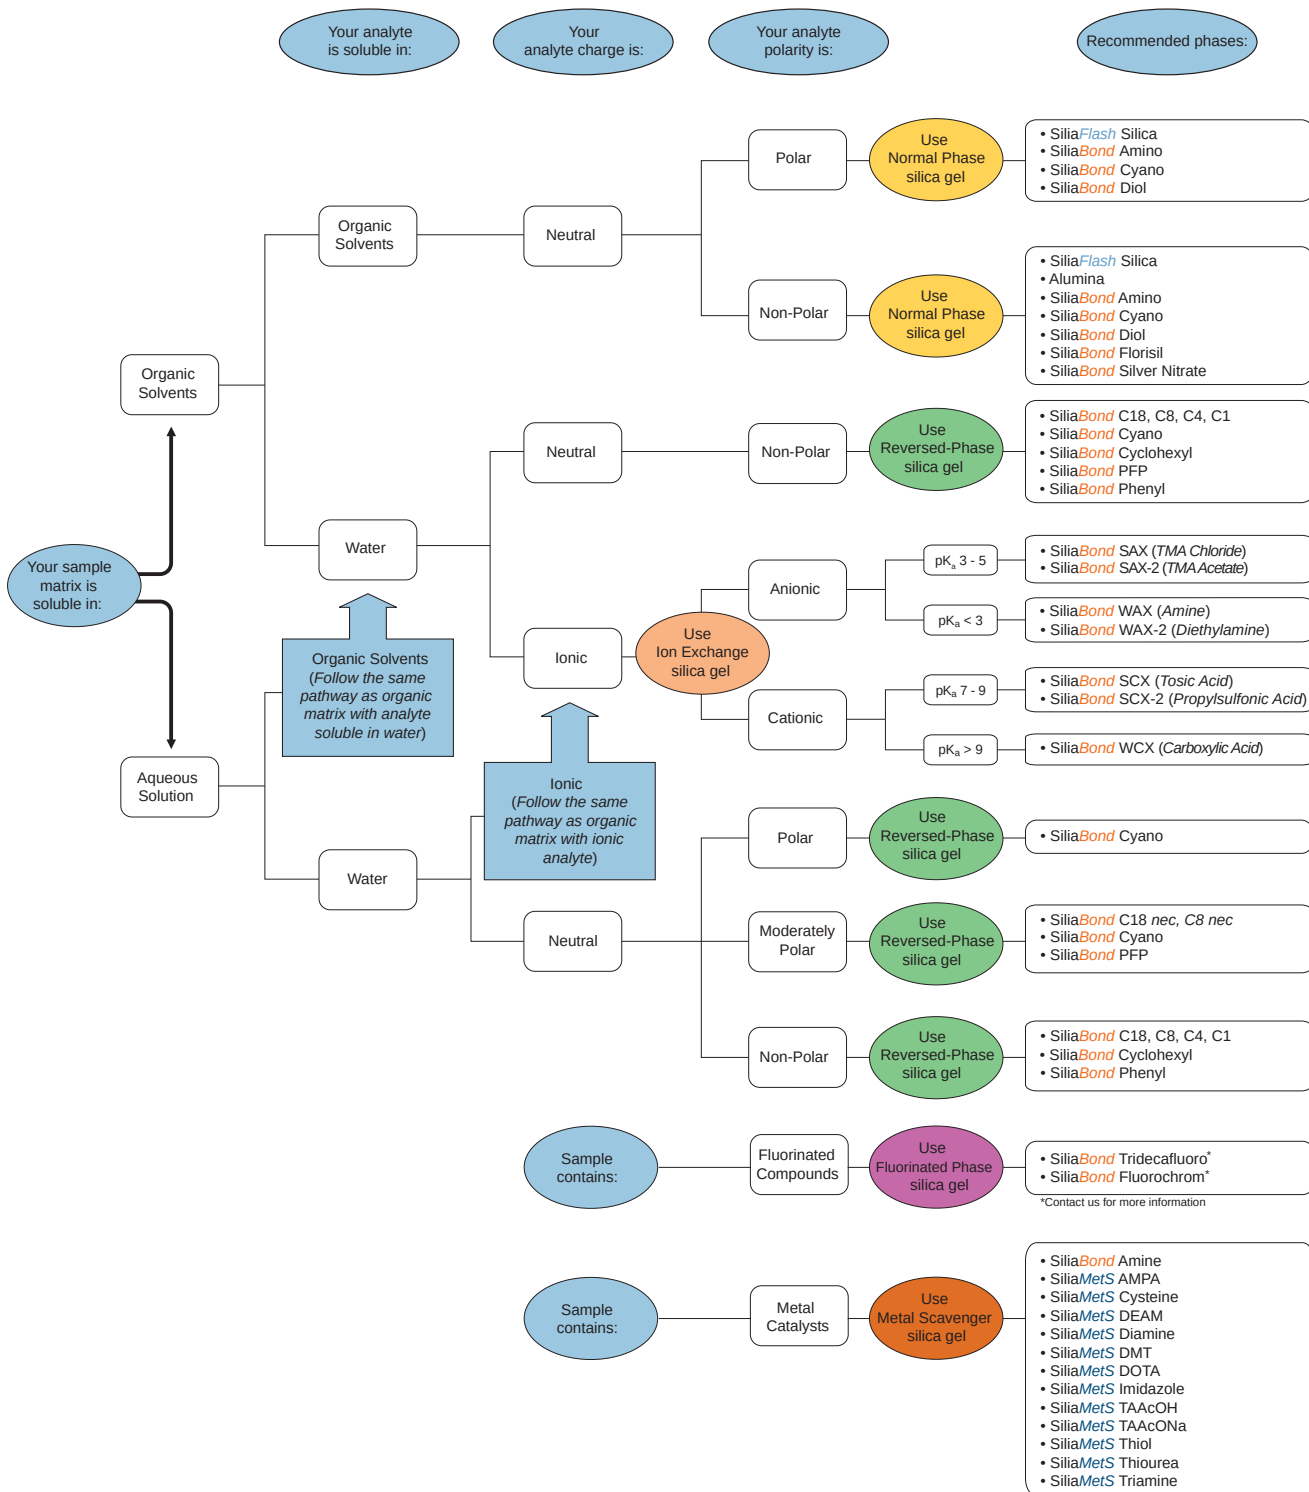 Your analyte
is soluble in:
Your
analyte charge is:
Your analyte
polarity is:
Recommended phases:
Polar
Use
Normal Phase
silica gel
• SiliaFlash Silica
• SiliaBond Amino
• SiliaBond Cyano
• SiliaBond Diol
Organic
Solvents
Neutral
Non-Polar
Use
Normal Phase
silica gel
• SiliaFlash Silica
• Alumina
• SiliaBond Amino
• SiliaBond Cyano
• SiliaBond Diol
• SiliaBond Florisil
• SiliaBond Silver Nitrate
Organic
Solvents
Neutral
Non-Polar
Use
Reversed-Phase
silica gel
• SiliaBond C18, C8, C4, C1
• SiliaBond Cyano
• SiliaBond Cyclohexyl
• SiliaBond PFP
• SiliaBond Phenyl
Your sample
matrix is
soluble in:
Water
Ionic
Use
Ion Exchange
silica gel
Anionic
pKa 3 - 5
• SiliaBond SAX (TMA Chloride)
• SiliaBond SAX-2 (TMA Acetate)
pKa < 3
• SiliaBond WAX (Amine)
• SiliaBond WAX-2 (Diethylamine)
Cationic
pKa 7 - 9
• SiliaBond SCX (Tosic Acid)
• SiliaBond SCX-2 (Propylsulfonic Acid)
pKa > 9
• SiliaBond WCX (Carboxylic Acid)
Organic Solvents
(Follow the same
pathway as organic
matrix with analyte
soluble in water)
Aqueous
Solution
Ionic
(Follow the same
pathway as organic
matrix with ionic
analyte)
Water
Neutral
Polar
Use
Reversed-Phase
silica gel
• SiliaBond Cyano
Moderately
Polar
Use
Reversed-Phase
silica gel
• SiliaBond C18 nec, C8 nec
• SiliaBond Cyano
• SiliaBond PFP
Non-Polar
Use
Reversed-Phase
silica gel
• SiliaBond C18, C8, C4, C1
• SiliaBond Cyclohexyl
• SiliaBond Phenyl
Sample
contains:
Fluorinated
Compounds
Use
Fluorinated Phase
silica gel
• SiliaBond Tridecafluoro*
• SiliaBond Fluorochrom*
*Contact us for more information
Sample
contains:
Metal
Catalysts
Use
Metal Scavenger
silica gel
• SiliaBond Amine
• SiliaMetS AMPA
• SiliaMetS Cysteine
• SiliaMetS DEAM
• SiliaMetS Diamine
• SiliaMetS DMT
• SiliaMetS DOTA
• SiliaMetS Imidazole
• SiliaMetS TAAcOH
• SiliaMetS TAAcONa
• SiliaMetS Thiol
• SiliaMetS Thiourea
• SiliaMetS Triamine